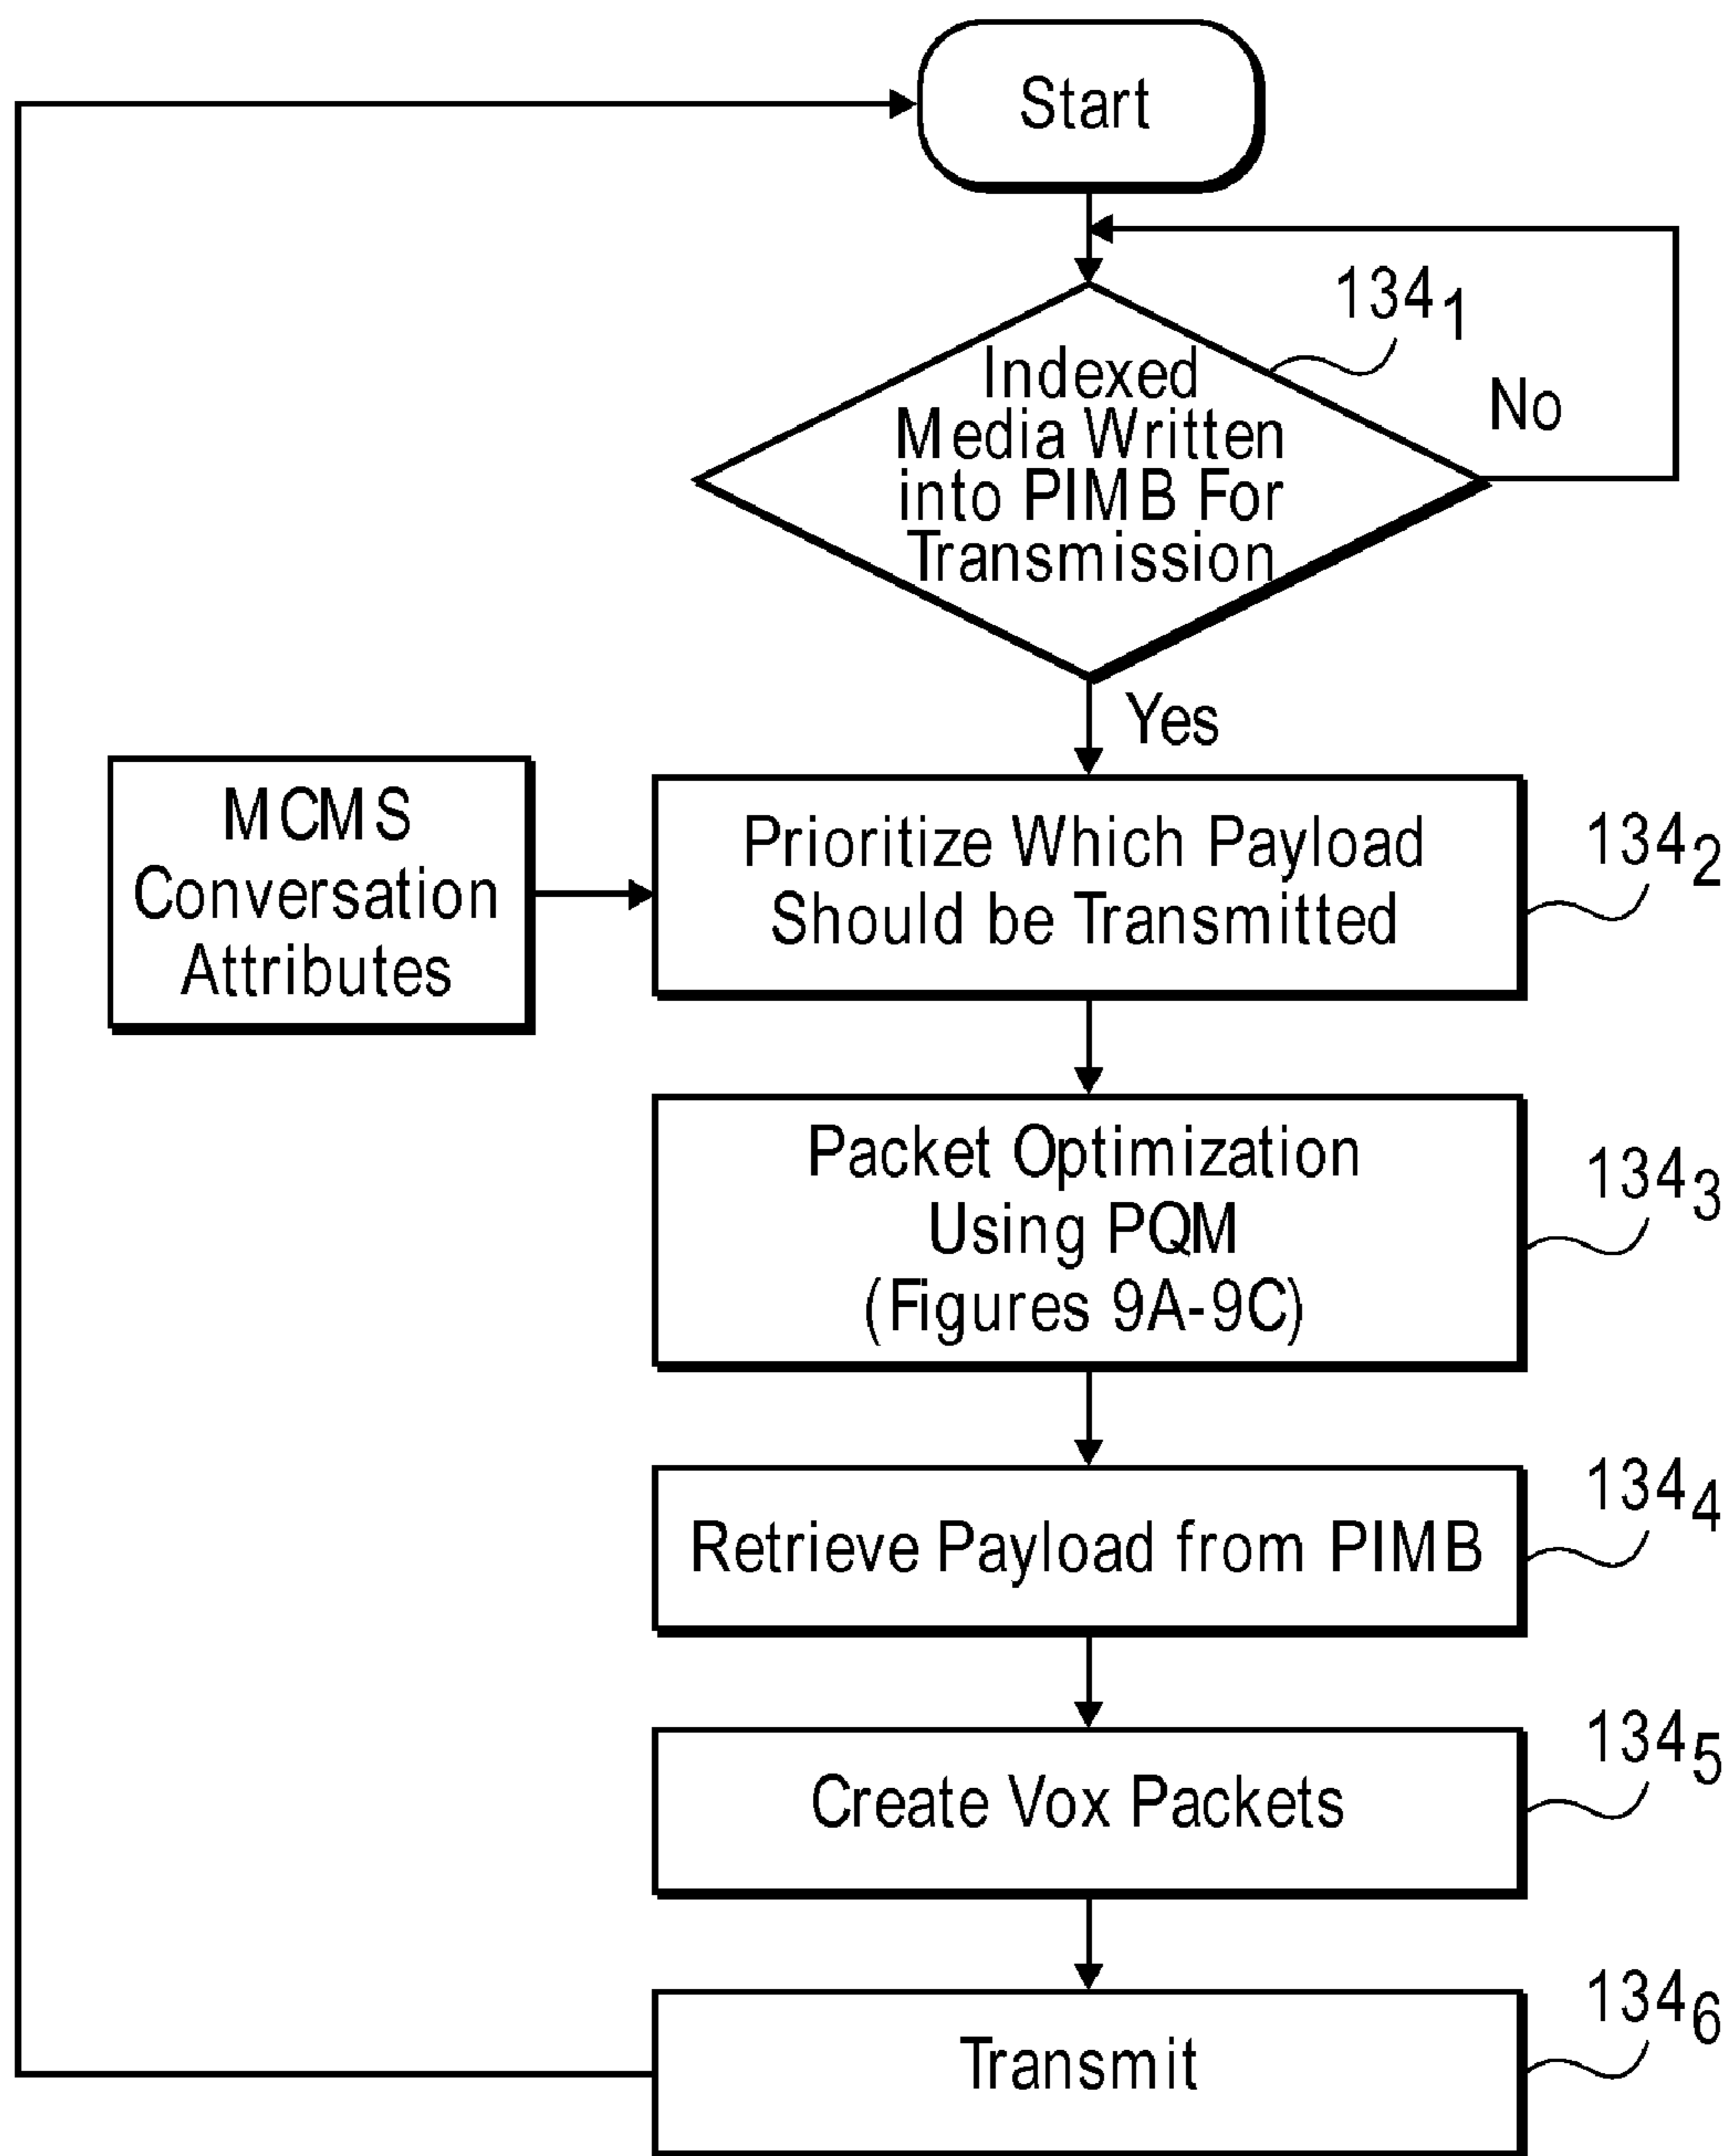 Start
134₁
Indexed
Media Written
into PIMB For
Transmission
No
Yes
MCMS
Conversation
Attributes
Prioritize Which Payload
Should be Transmitted
134₂
Packet Optimization
Using PQM
(Figures 9A-9C)
134₃
Retrieve Payload from PIMB
134₄
Create Vox Packets
134₅
Transmit
134₆